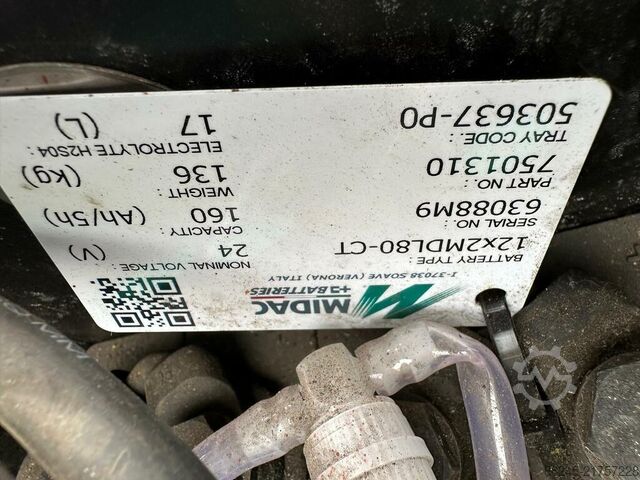 MIDAC
BATTERIES
I-37038 SOAVE (VERONA) ITALY
BATTERY TYPE:
12x2MDL80-CT
SERIAL NO.:
63088M9
PART NO.:
7501310
TRAY CODE:
503637-P0
NOMINAL VOLTAGE:
24 (V)
CAPACITY
160 (Ah/5h)
WEIGHT:
136 (kg)
ELECTROLYTE H2SO4:
17 (L)
21757228